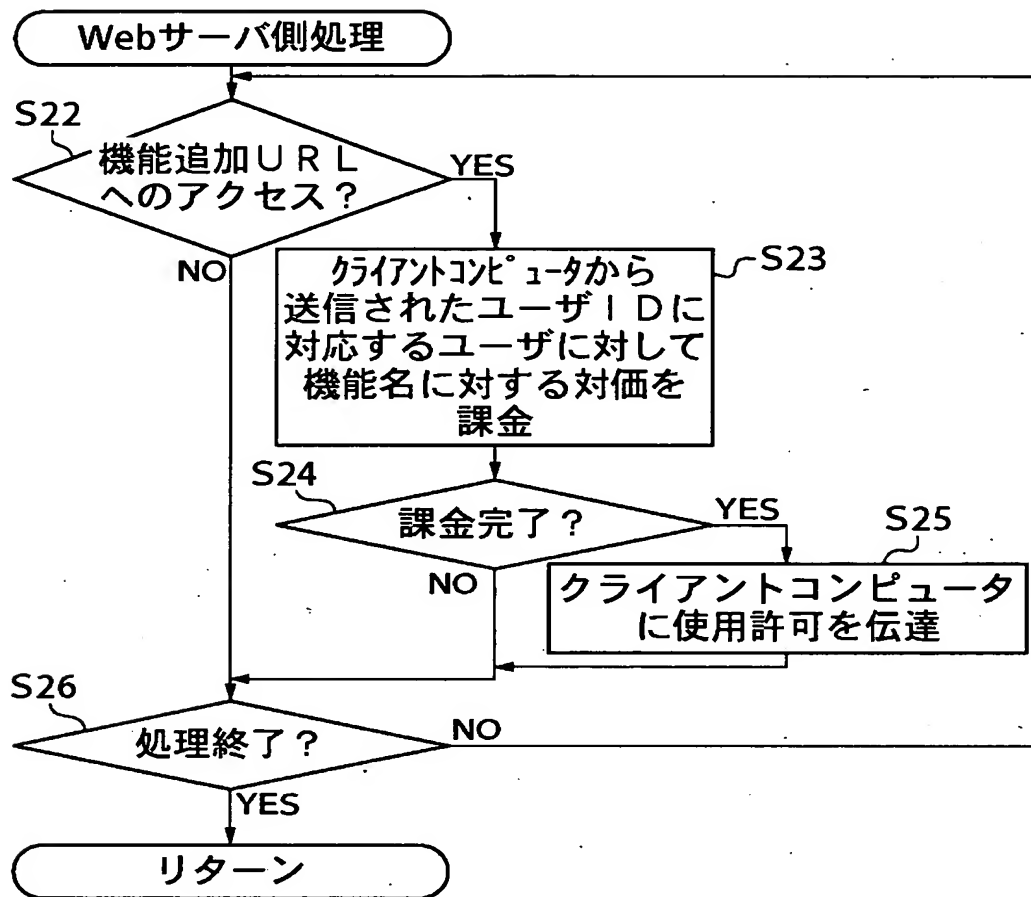 Webサーバ側処理
S22
機能追加ＵＲＬ
へのアクセス？
YES
NO
S23
クライアントコンピュータから
送信されたユーザＩＤに
対応するユーザに対して
機能名に対する対価を
課金
S24
課金完了？
YES
NO
S25
クライアントコンピュータ
に使用許可を伝達
S26
処理終了？
NO
YES
リターン